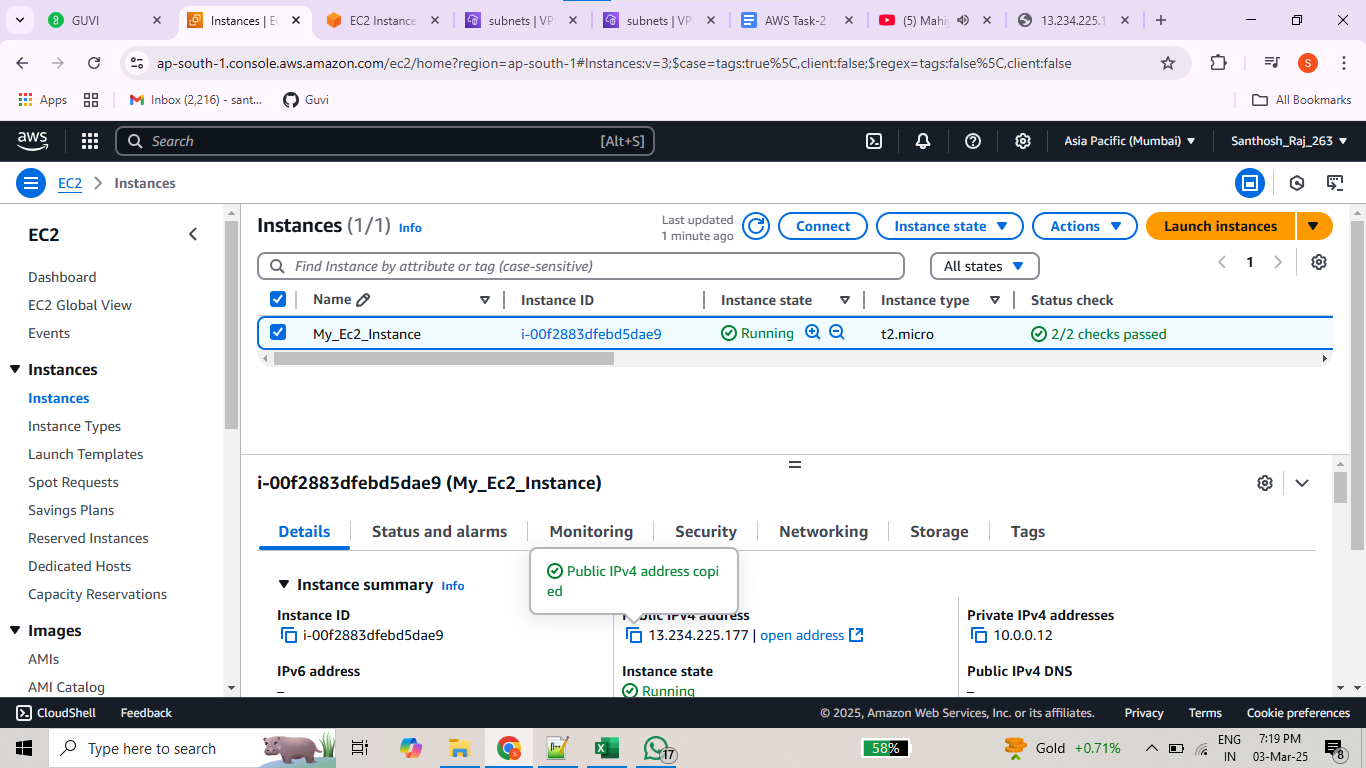 GUVI
Instances | EC
EC2 Instance
subnets | VPC
subnets | VPC
AWS Task-2
(5) Mahi
13.234.225.1
ap-south-1.console.aws.amazon.com/ec2/home?region=ap-south-1#Instances:v=3;$case=tags:true%5C,client:false;$regex=tags:false%5C,client:false
S
Apps
Inbox (2,216) - sant...
Guvi
All Bookmarks
aws
Search
[Alt+S]
Asia Pacific (Mumbai)
Santhosh_Raj_263
EC2
Instances
EC2
Dashboard
EC2 Global View
Events
Instances
Instances
Instance Types
Launch Templates
Spot Requests
Savings Plans
Reserved Instances
Dedicated Hosts
Capacity Reservations
Images
AMIs
AMI Catalog
Instances (1/1) Info
Last updated
1 minute ago
Connect
Instance state
Actions
Launch instances
Find Instance by attribute or tag (case-sensitive)
All states
1
Name
Instance ID
Instance state
Instance type
Status check
My_Ec2_Instance
i-00f2883dfebd5dae9
Running
t2.micro
2/2 checks passed
i-00f2883dfebd5dae9 (My_Ec2_Instance)
Details
Status and alarms
Monitoring
Security
Networking
Storage
Tags
Public IPv4 address copi
ed
Instance summary Info
Instance ID
i-00f2883dfebd5dae9
Public IPv4 address
13.234.225.177 | open address
Private IPv4 addresses
10.0.0.12
IPv6 address
–
Instance state
Running
Public IPv4 DNS
–
CloudShell
Feedback
© 2025, Amazon Web Services, Inc. or its affiliates.
Privacy
Terms
Cookie preferences
Type here to search
17
58%
Gold +0.71%
ENG
IN
7:19 PM
03-Mar-25
8